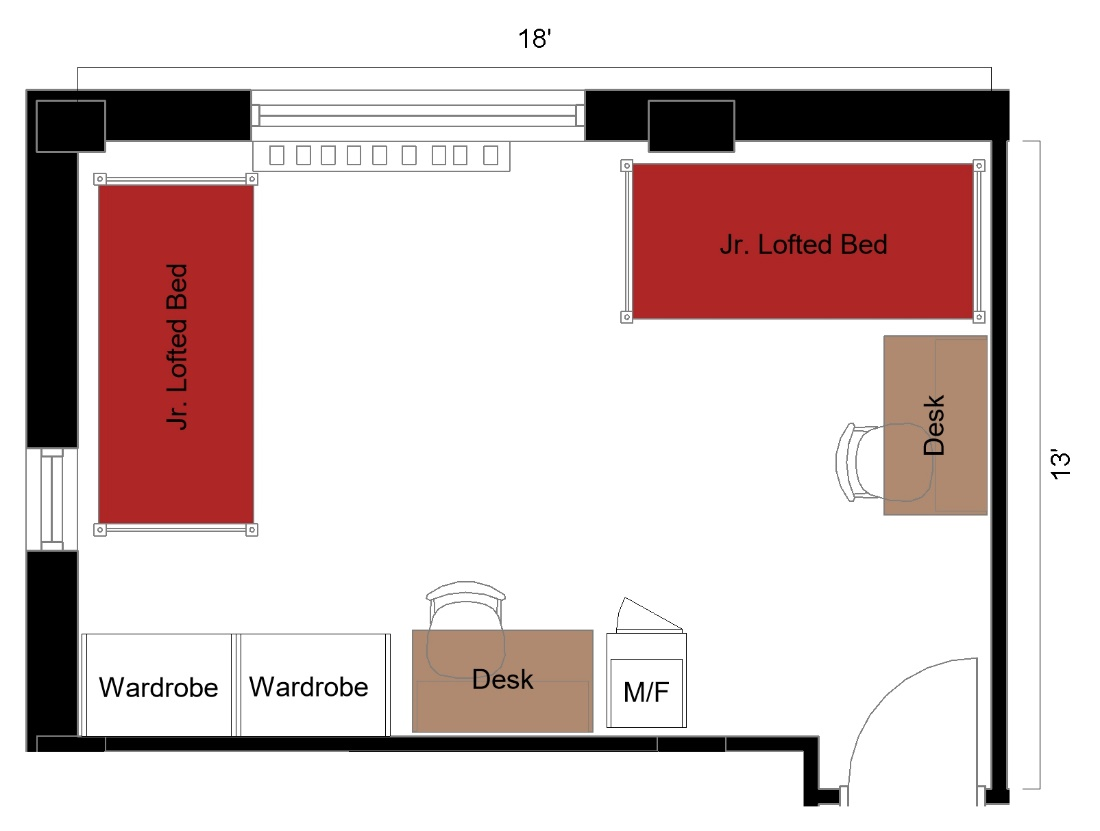 18'
Jr. Lofted Bed
Jr. Lofted Bed
Desk
13'
Wardrobe
Wardrobe
Desk
M/F